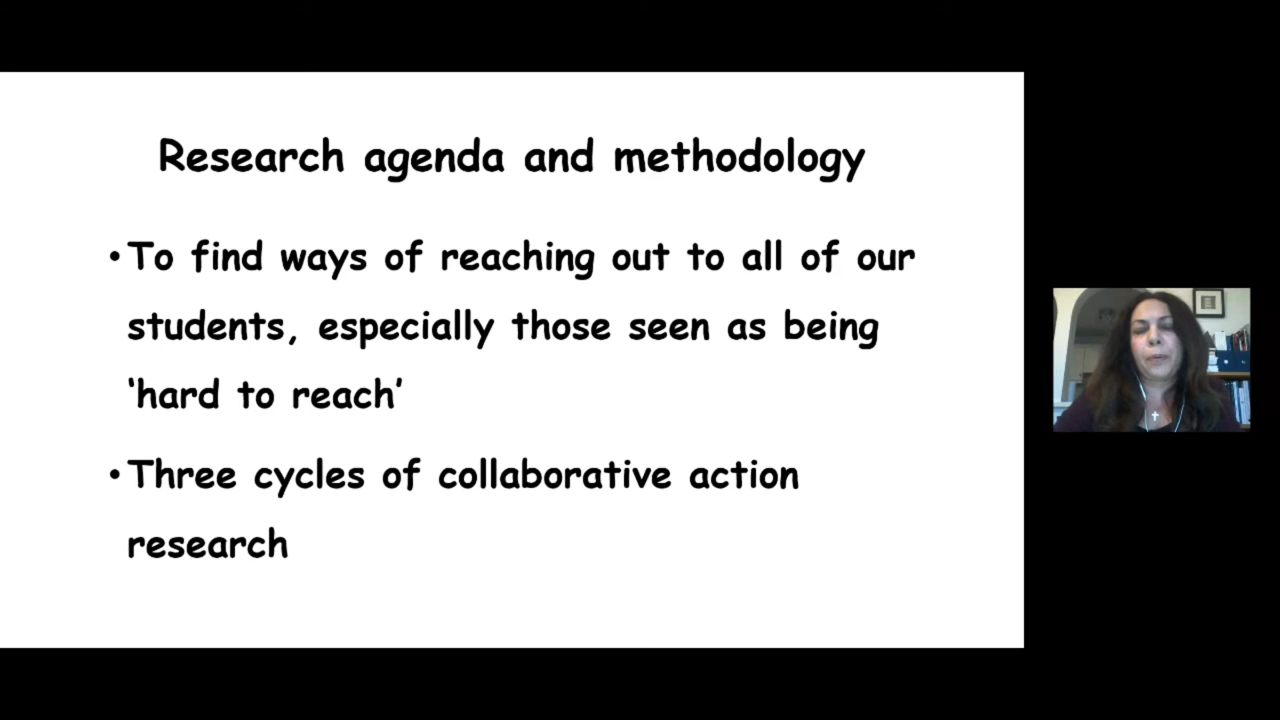 Research agenda and methodology
•To find ways of reaching out to all of our
students, especially those seen as being
‘hard to reach’
•Three cycles of collaborative action
research